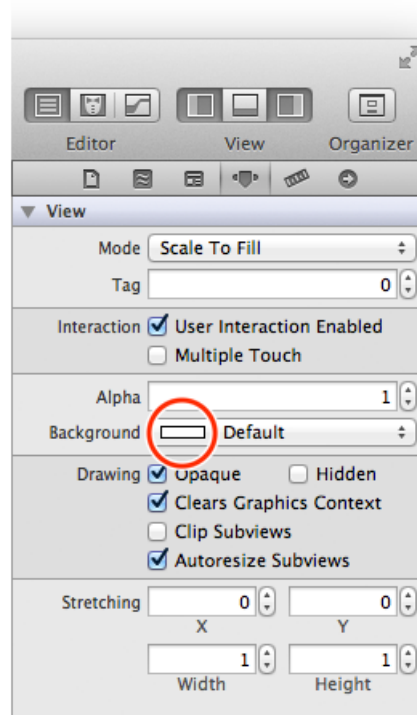 Editor View Organizer
View
Mode Scale To Fill
Tag 0
Interaction User Interaction Enabled
Multiple Touch
Alpha 1
Background Default
Drawing Opaque Hidden
Clears Graphics Context
Clip Subviews
Autoresize Subviews
Stretching 0 0
X Y
1 1
Width Height